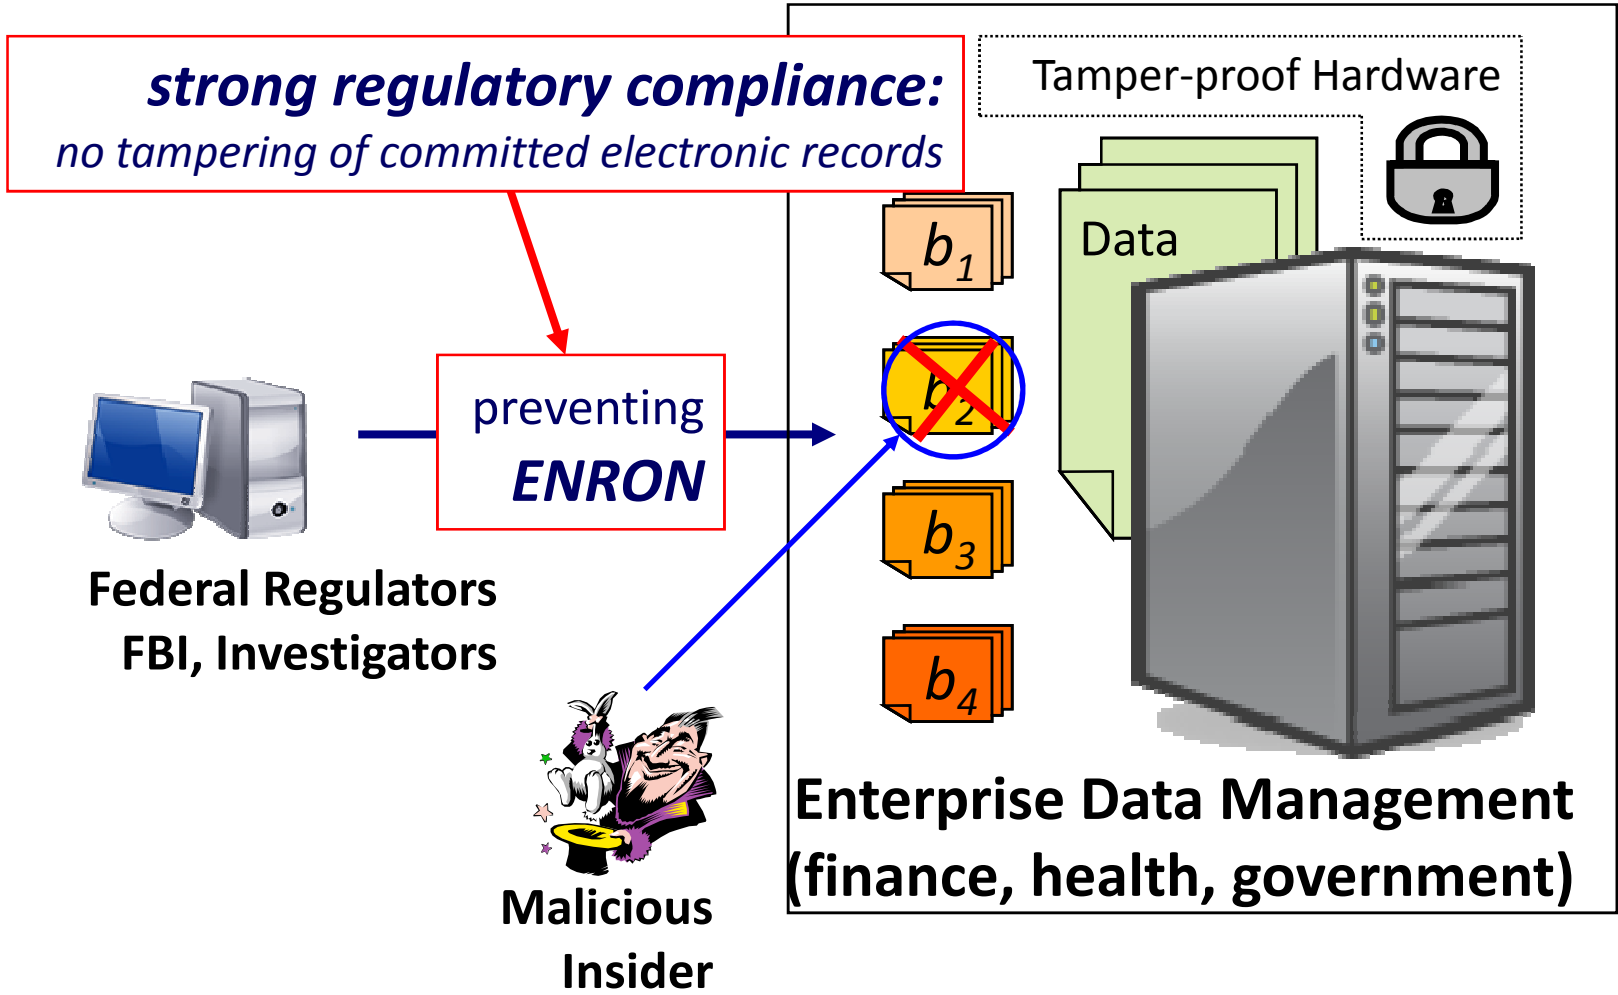 strong regulatory compliance:
no tampering of committed electronic records
Tamper-proof Hardware
Data
b1
b2
b3
b4
preventing
ENRON
Federal Regulators
FBI, Investigators
Malicious
Insider
Enterprise Data Management
(finance, health, government)